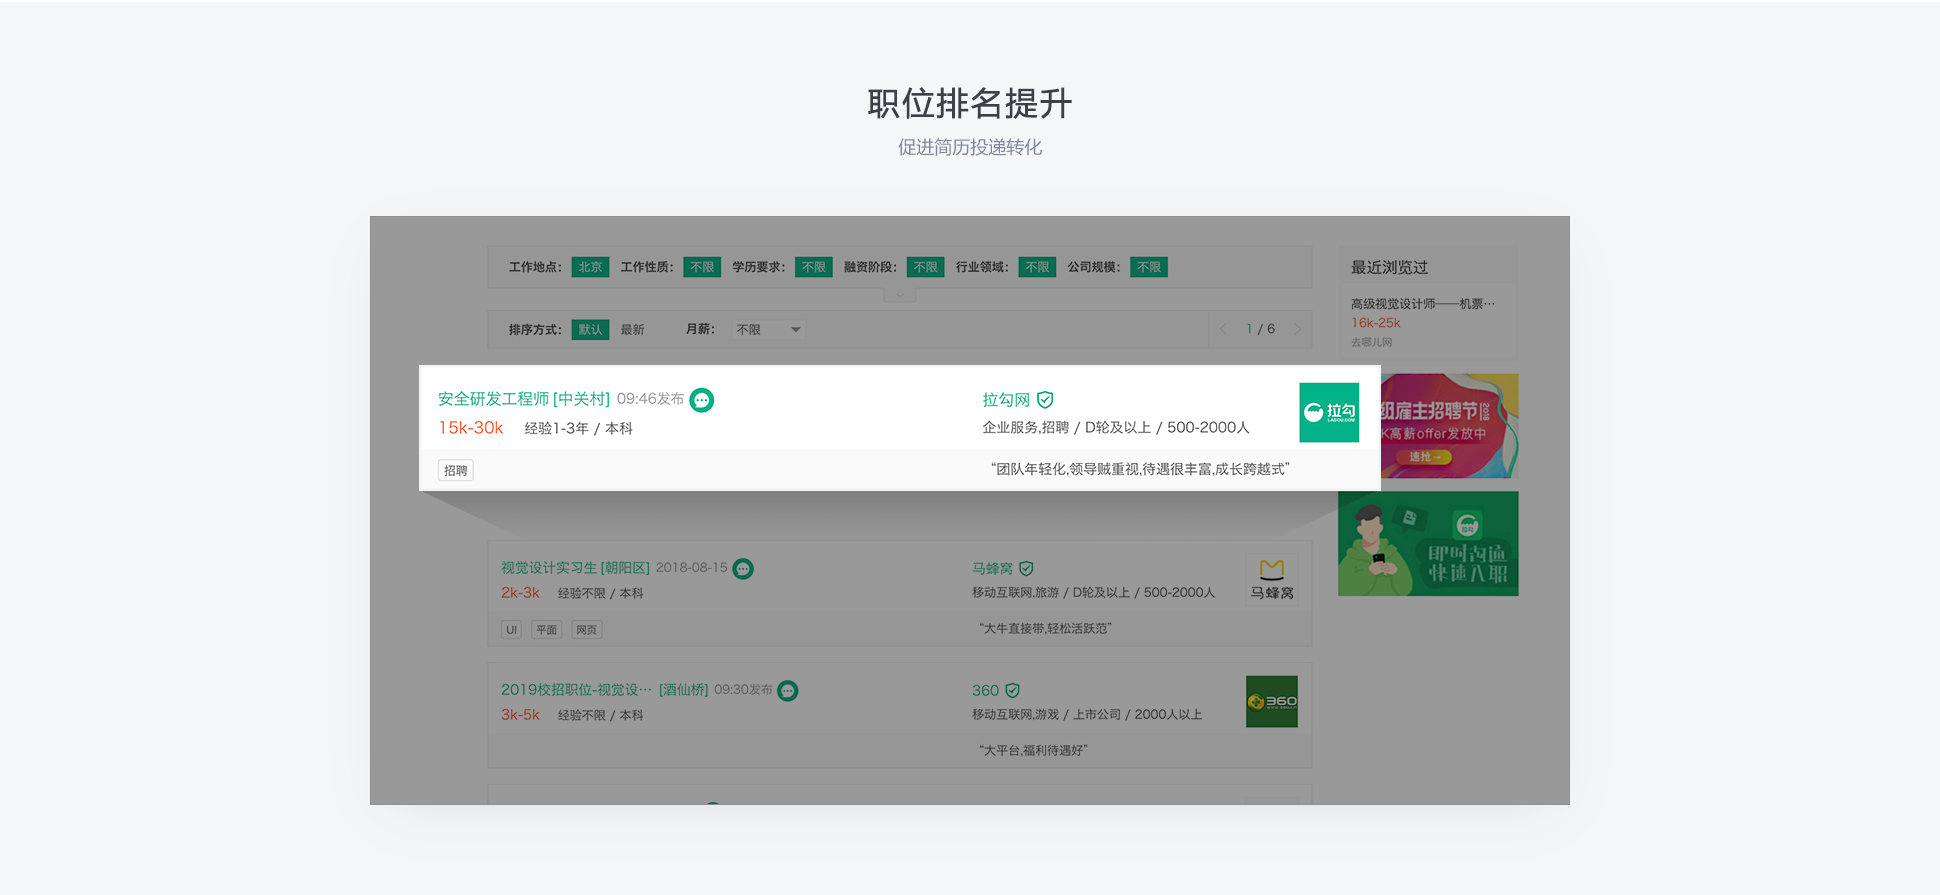 职位排名提升
促进简历投递转化
工作地点： 北京 工作性质： 不限 学历要求： 不限 融资阶段： 不限 行业领域： 不限 公司规模： 不限
排序方式： 默认 最新 月薪： 不限 1 / 6
最近浏览过
高级视觉设计师——机票···
16k-25k
去哪儿网
安全研发工程师 [中关村] 09:46发布
15k-30k 经验1-3年 / 本科
招聘
拉勾网
企业服务,招聘 / D轮及以上 / 500-2000人
“团队年轻化,领导贼重视,待遇很丰富,成长跨越式”
拉勾
LAGOU.COM
级雇主招聘节 2018
K高薪offer发放中
速抢→
拉勾
即时沟通
快速入职
视觉设计实习生 [朝阳区] 2018-08-15
2k-3k 经验不限 / 本科
UI 平面 网页
马蜂窝
移动互联网,旅游 / D轮及以上 / 500-2000人
“大牛直接带,轻松活跃范”
马蜂窝
2019校招职位-视觉设··· [酒仙桥] 09:30发布
3k-5k 经验不限 / 本科
360
移动互联网,游戏 / 上市公司 / 2000人以上
“大平台,福利待遇好”
360